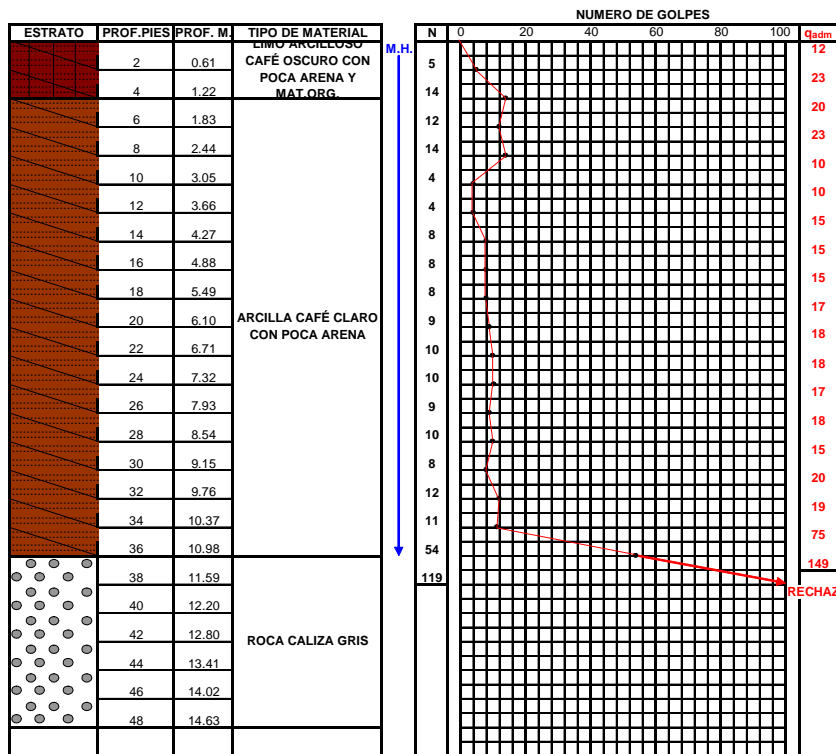 NUMERO DE GOLPES
ESTRATO PROF.PIES PROF. M. TIPO DE MATERIAL N 0 20 40 60 80 100 qadm
M.H.
LIMO ARCILLOSO
CAFÉ OSCURO CON
POCA ARENA Y
MAT.ORG.
2 0.61 5 12
4 1.22 14 23
6 1.83 12 20
8 2.44 14 23
10 3.05 4 10
12 3.66 4 10
14 4.27 8 15
16 4.88 8 15
18 5.49 8 15
20 6.10 9 17
ARCILLA CAFÉ CLARO
CON POCA ARENA
22 6.71 10 18
24 7.32 10 18
26 7.93 9 17
28 8.54 10 18
30 9.15 8 15
32 9.76 12 20
34 10.37 11 19
36 10.98 54 75
38 11.59 119 149
RECHAZ
40 12.20
42 12.80
ROCA CALIZA GRIS
44 13.41
46 14.02
48 14.63